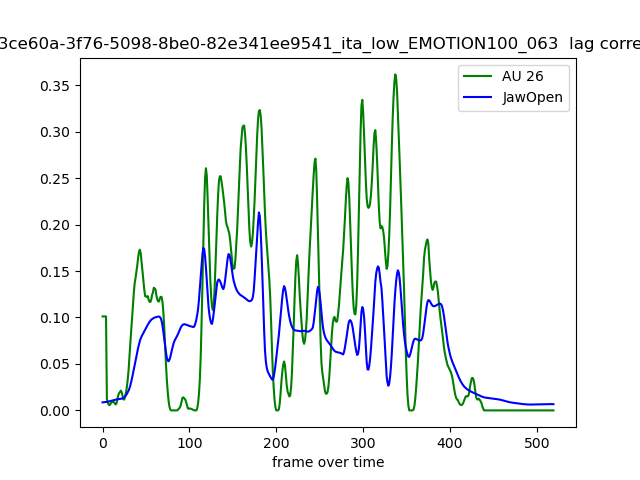 3ce60a-3f76-5098-8be0-82e341ee9541_ita_low_EMOTION100_063 lag corre
AU 26
JawOpen
0.35
0.30
0.25
0.20
0.15
0.10
0.05
0.00
0 100 200 300 400 500
frame over time